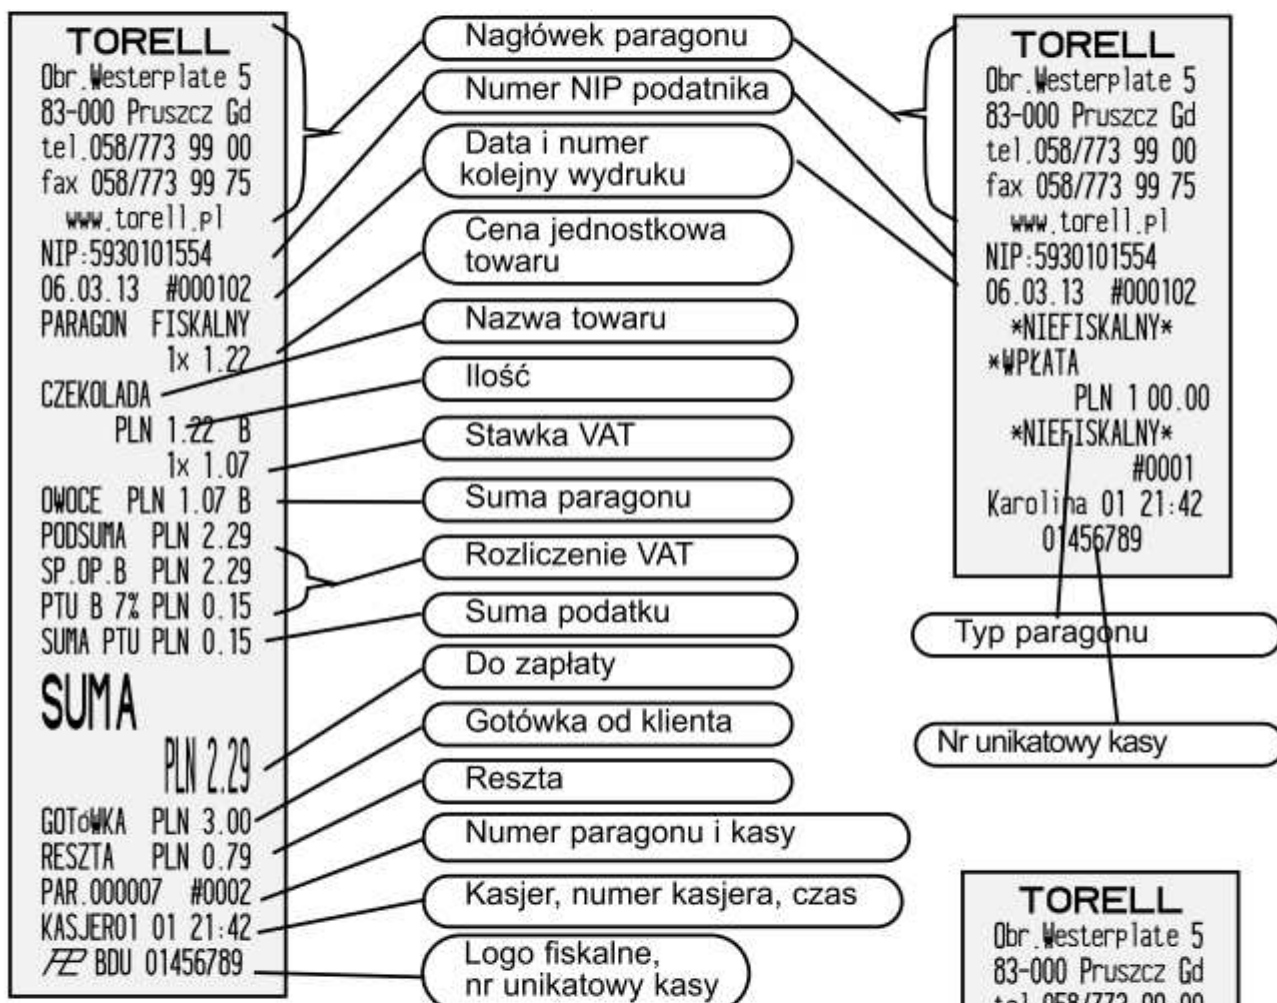 TORELL
Obr.Westerplate 5
83-000 Pruszcz Gd
tel.058/773 99 00
fax 058/773 99 75
www.torell.pl
NIP:5930101554
06.03.13 #000102
PARAGON FISKALNY
1x 1.22
CZEKOLADA
PLN 1.22 B
1x 1.07
OWOCE PLN 1.07 B
PODSUMA PLN 2.29
SP.OP.B PLN 2.29
PTU B 7% PLN 0.15
SUMA PTU PLN 0.15
SUMA
PLN 2.29
GOTóWKA PLN 3.00
RESZTA PLN 0.79
PAR.000007 #0002
KASJER01 01 21:42
BDU 01456789
Nagłówek paragonu
Numer NIP podatnika
Data i numer
kolejny wydruku
Cena jednostkowa
towaru
Nazwa towaru
Ilość
Stawka VAT
Suma paragonu
Rozliczenie VAT
Suma podatku
Do zapłaty
Gotówka od klienta
Reszta
Numer paragonu i kasy
Kasjer, numer kasjera, czas
Logo fiskalne,
nr unikatowy kasy
TORELL
Obr.Westerplate 5
83-000 Pruszcz Gd
tel.058/773 99 00
fax 058/773 99 75
www.torell.pl
NIP:5930101554
06.03.13 #000102
*NIEFISKALNY*
*WPŁATA
PLN 100.00
*NIEFISKALNY*
#0001
Karolina 01 21:42
01456789
Typ paragonu
Nr unikatowy kasy
TORELL
Obr.Westerplate 5
83-000 Pruszcz Gd
tel.058/773 99 00